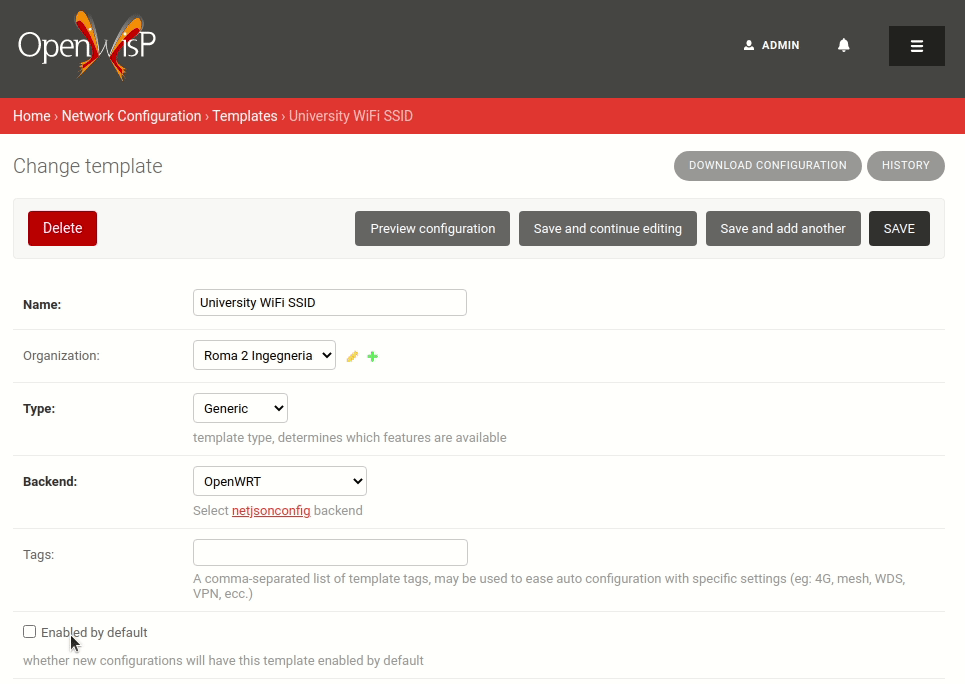 OpenWISP
ADMIN
Home › Network Configuration › Templates › University WiFi SSID
Change template
DOWNLOAD CONFIGURATION
HISTORY
Delete
Preview configuration
Save and continue editing
Save and add another
SAVE
Name:
University WiFi SSID
Organization:
Roma 2 Ingegneria
Type:
Generic
template type, determines which features are available
Backend:
OpenWRT
Select netjsonconfig backend
Tags:
A comma-separated list of template tags, may be used to ease auto configuration with specific settings (eg: 4G, mesh, WDS,
VPN, ecc.)
Enabled by default
whether new configurations will have this template enabled by default